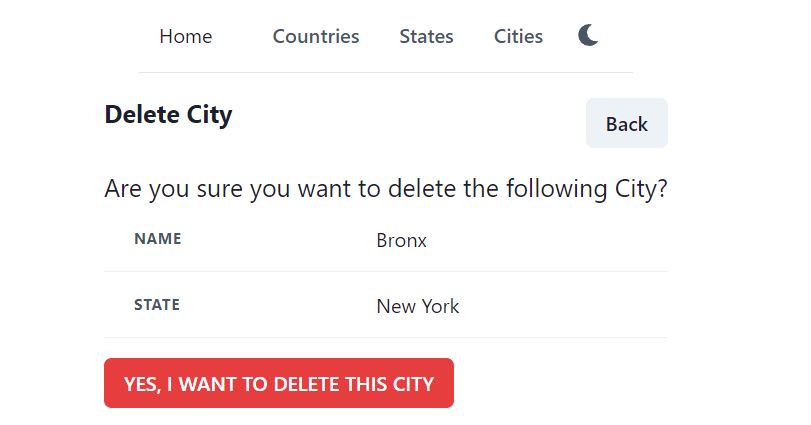 Home Countries States Cities
Delete City
Back
Are you sure you want to delete the following City?
NAME Bronx
STATE New York
YES, I WANT TO DELETE THIS CITY